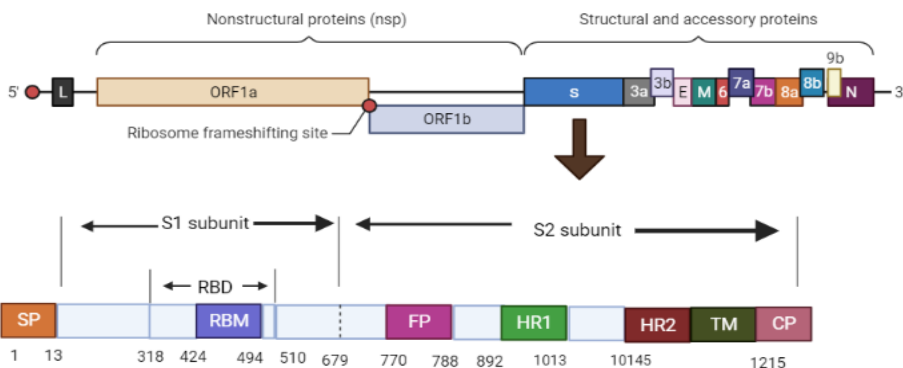 Nonstructural proteins (nsp)
Structural and accessory proteins
9b
5' L ORF1a S 3a 3b E M 6 7a 7b 8a 8b N 3
ORF1b
Ribosome frameshifting site
S1 subunit
S2 subunit
RBD
SP RBM FP HR1 HR2 TM CP
1 13 318 424 494 510 679 770 788 892 1013 10145 1215